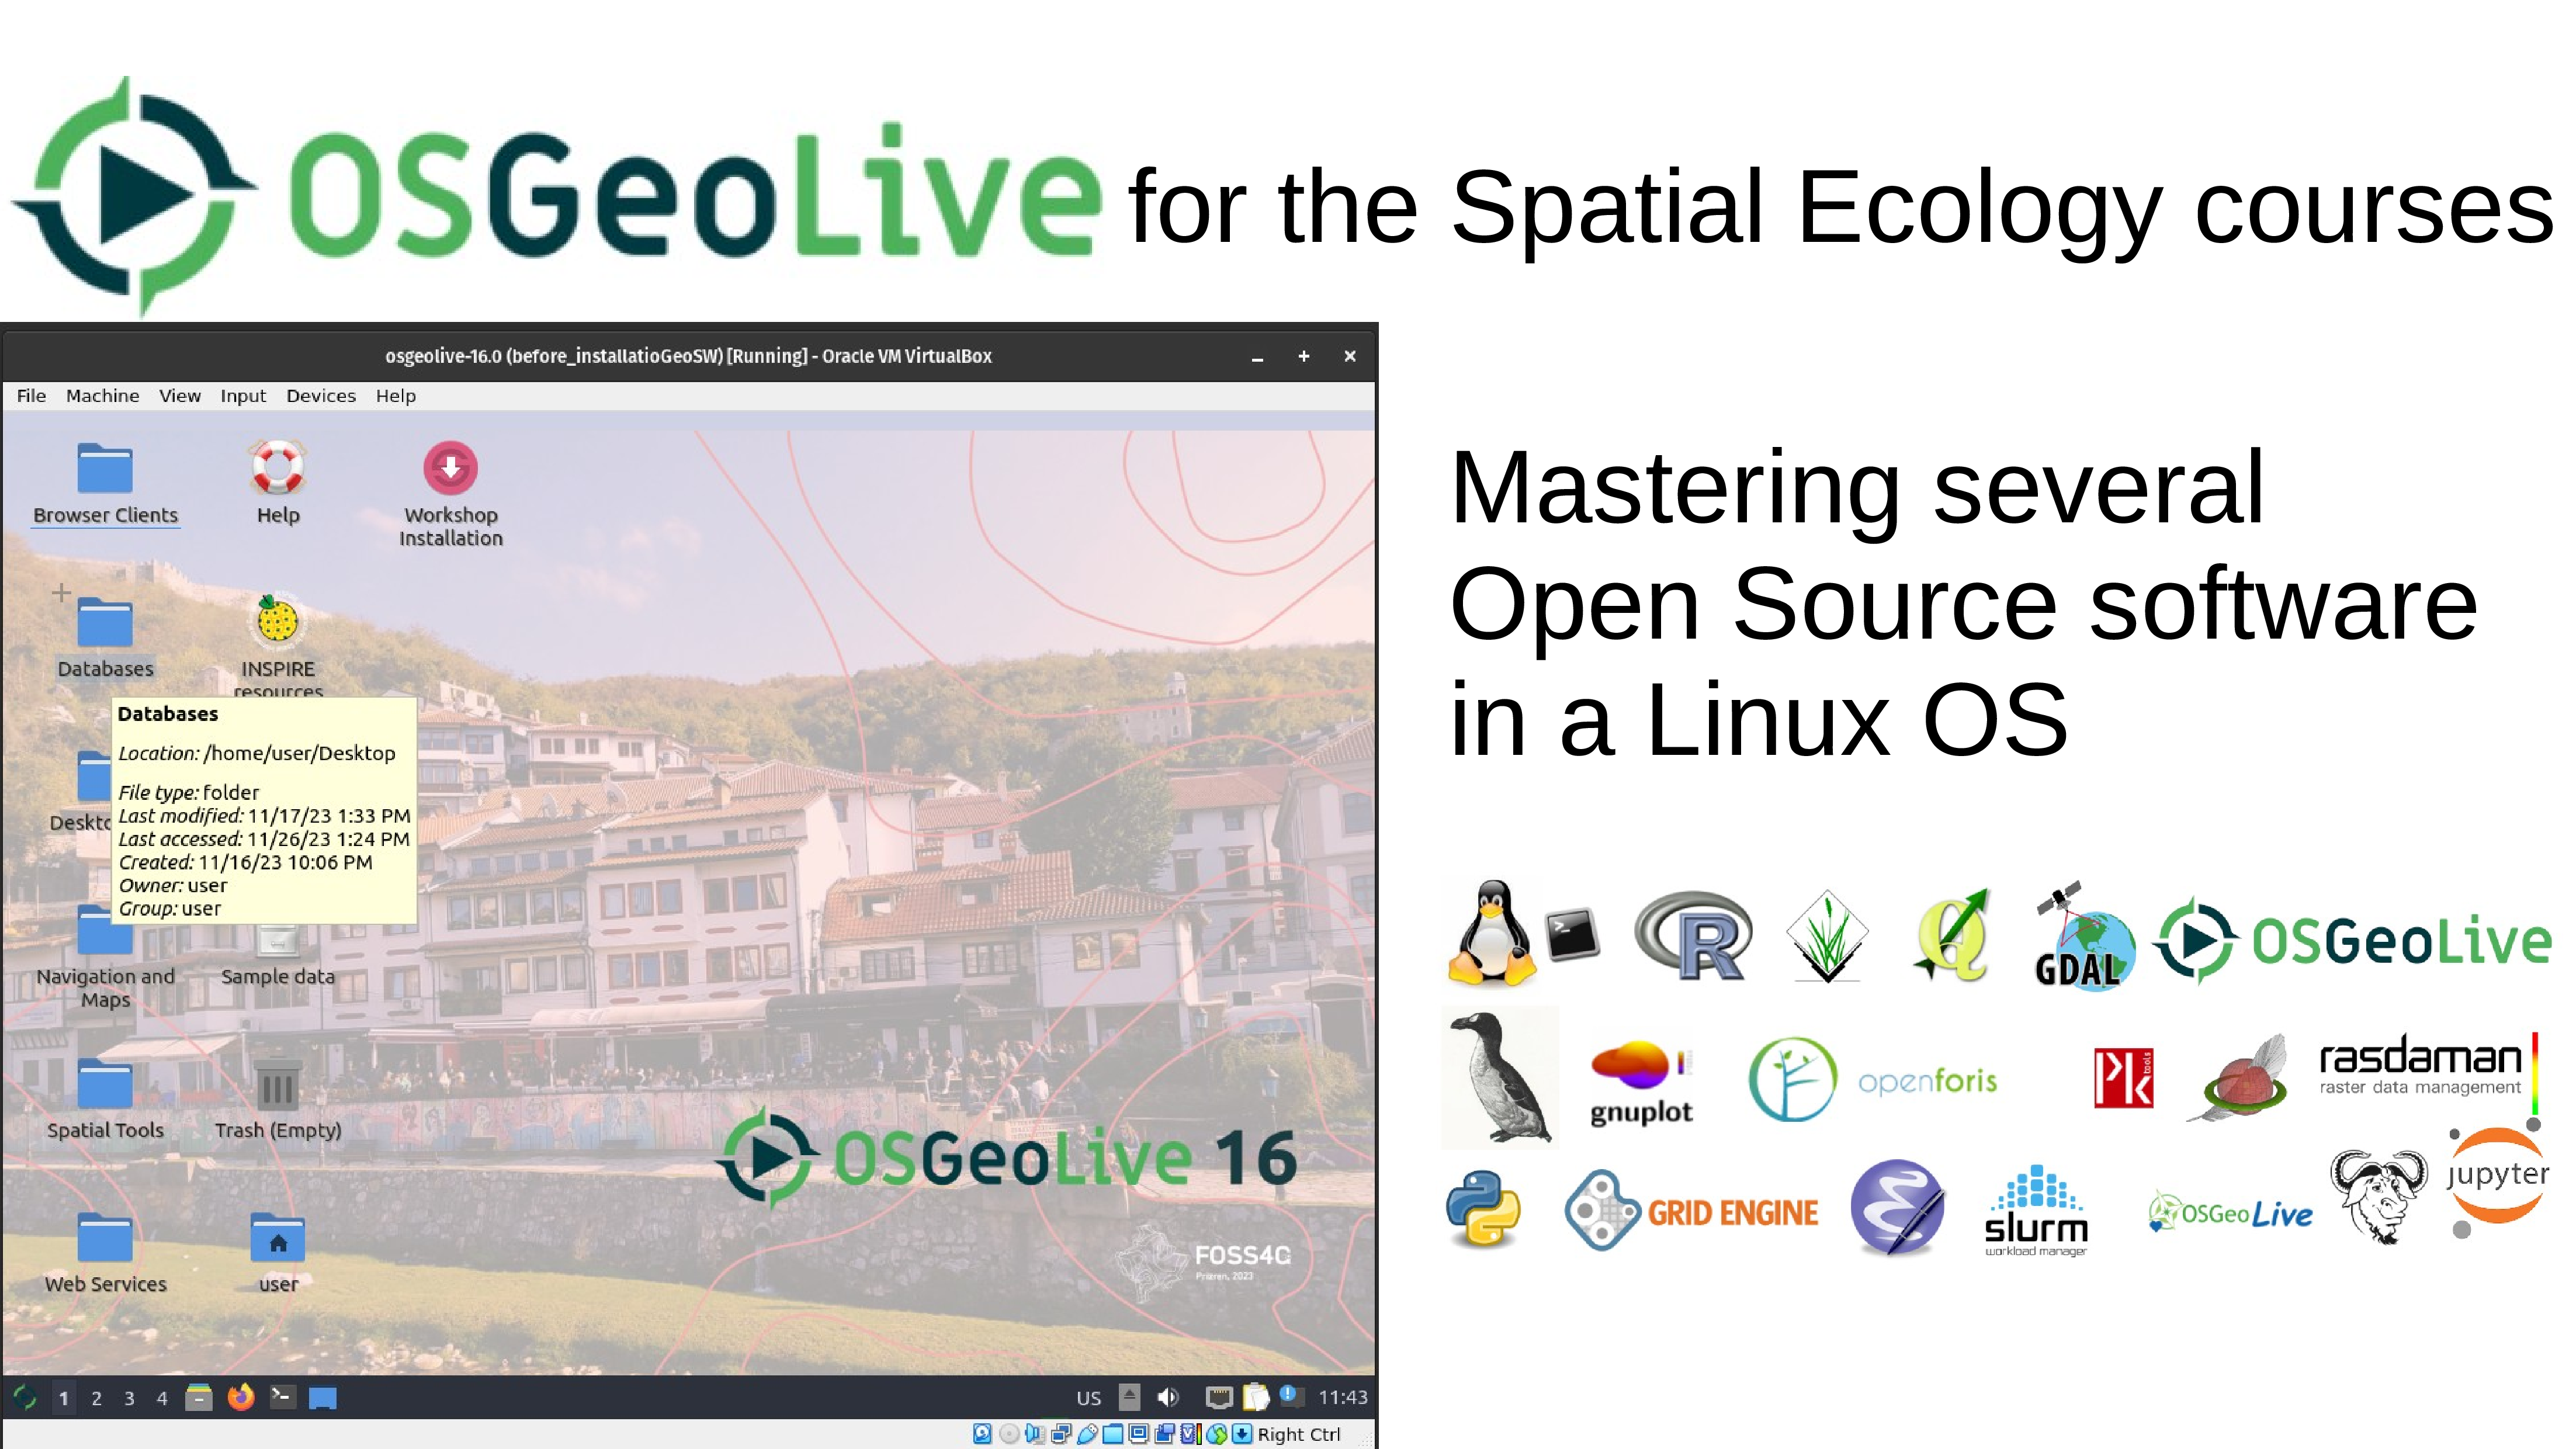 OSGeoLive for the Spatial Ecology courses
osgeolive-16.0 (before_installatioGeoSW) [Running] - Oracle VM VirtualBox
File Machine View Input Devices Help
Browser Clients
Help
Workshop
Installation
Databases
INSPIRE
resources
Databases
Location: /home/user/Desktop
File type: folder
Last modified: 11/17/23 1:33 PM
Last accessed: 11/26/23 1:24 PM
Created: 11/16/23 10:06 PM
Owner: user
Group: user
Navigation and
Maps
Sample data
Spatial Tools
Trash (Empty)
Web Services
user
OSGeoLive 16
FOSS4G
Prizren, 2023
1 2 3 4
US
11:43
Right Ctrl
Mastering several
Open Source software
in a Linux OS
R
Q
GDAL
OSGeoLive
gnuplot
openforis
Pk tools
rasdaman
raster data management
GRID ENGINE
slurm
workload manager
OSGeo Live
jupyter